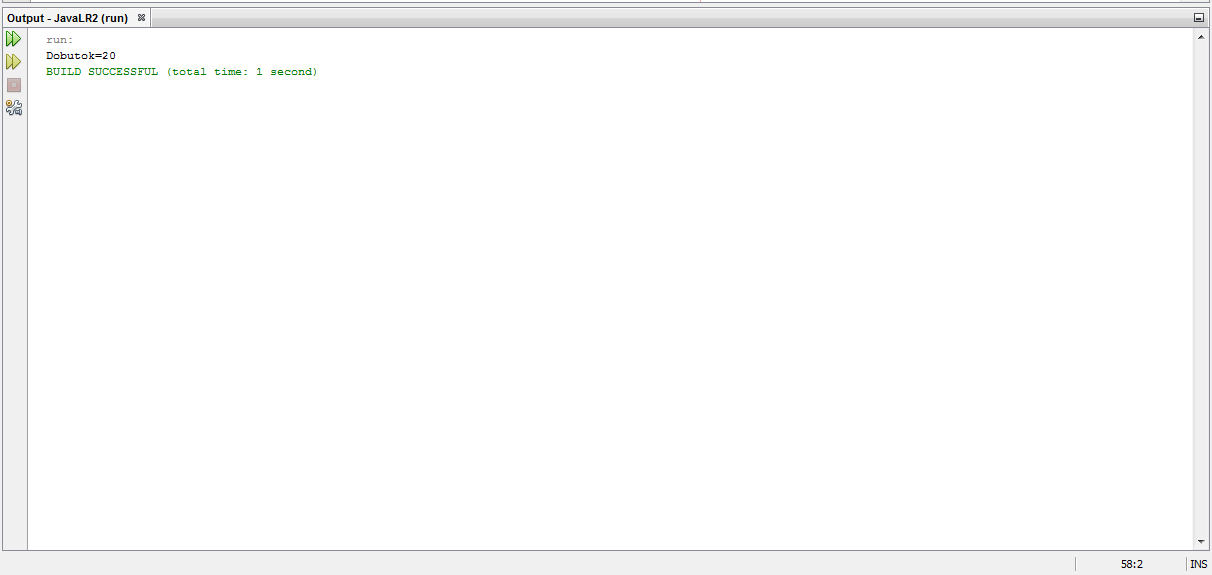 Output - JavaLR2 (run)
run:
Dobutok=20
BUILD SUCCESSFUL (total time: 1 second)
58:2
INS